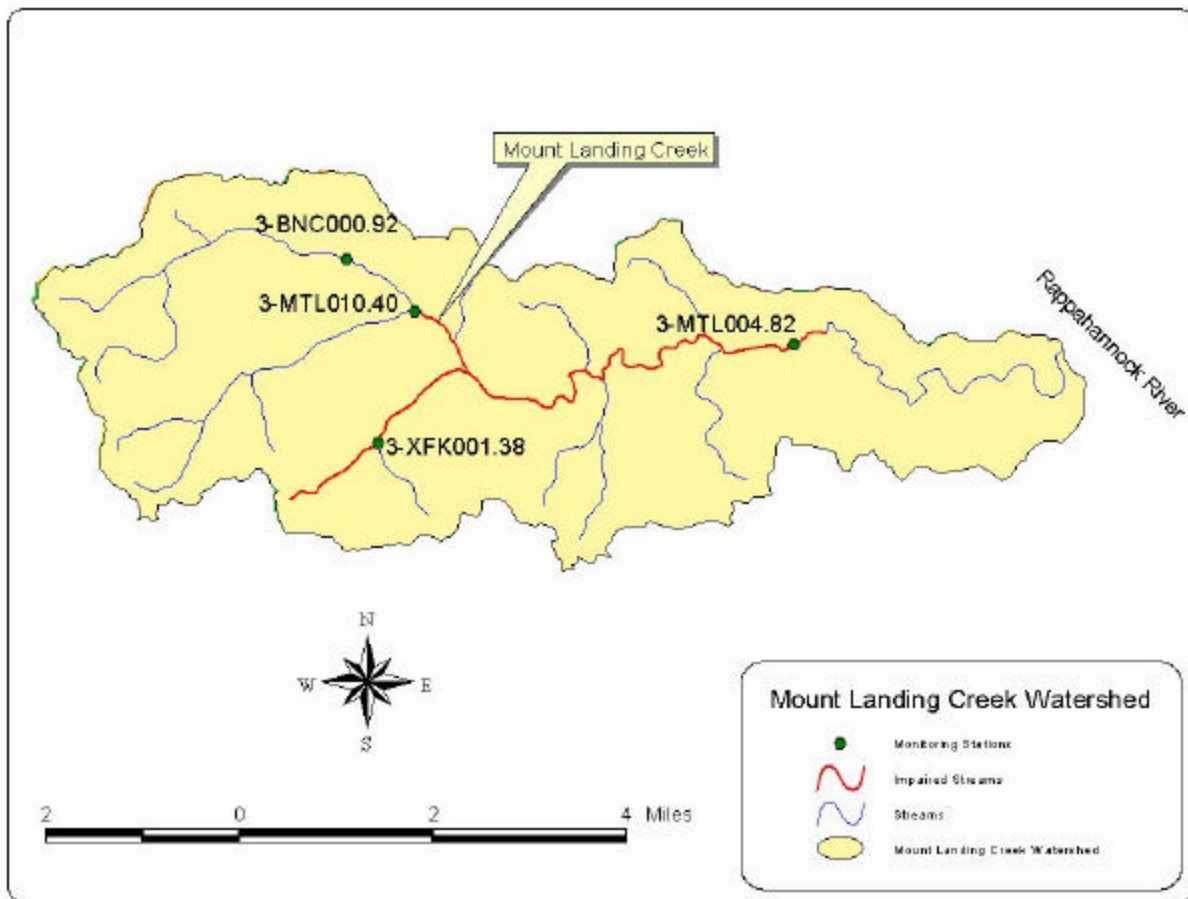 Mount Landing Creek
3-BNC000.92
3-MTL010.40
3-MTL004.82
Rappahannock River
3-XFK001.38
N
W
E
S
2 0 2 4 Miles
Mount Landing Creek Watershed
Monitoring Stations
Impaired Streams
Streams
Mount Landing Creek Watershed